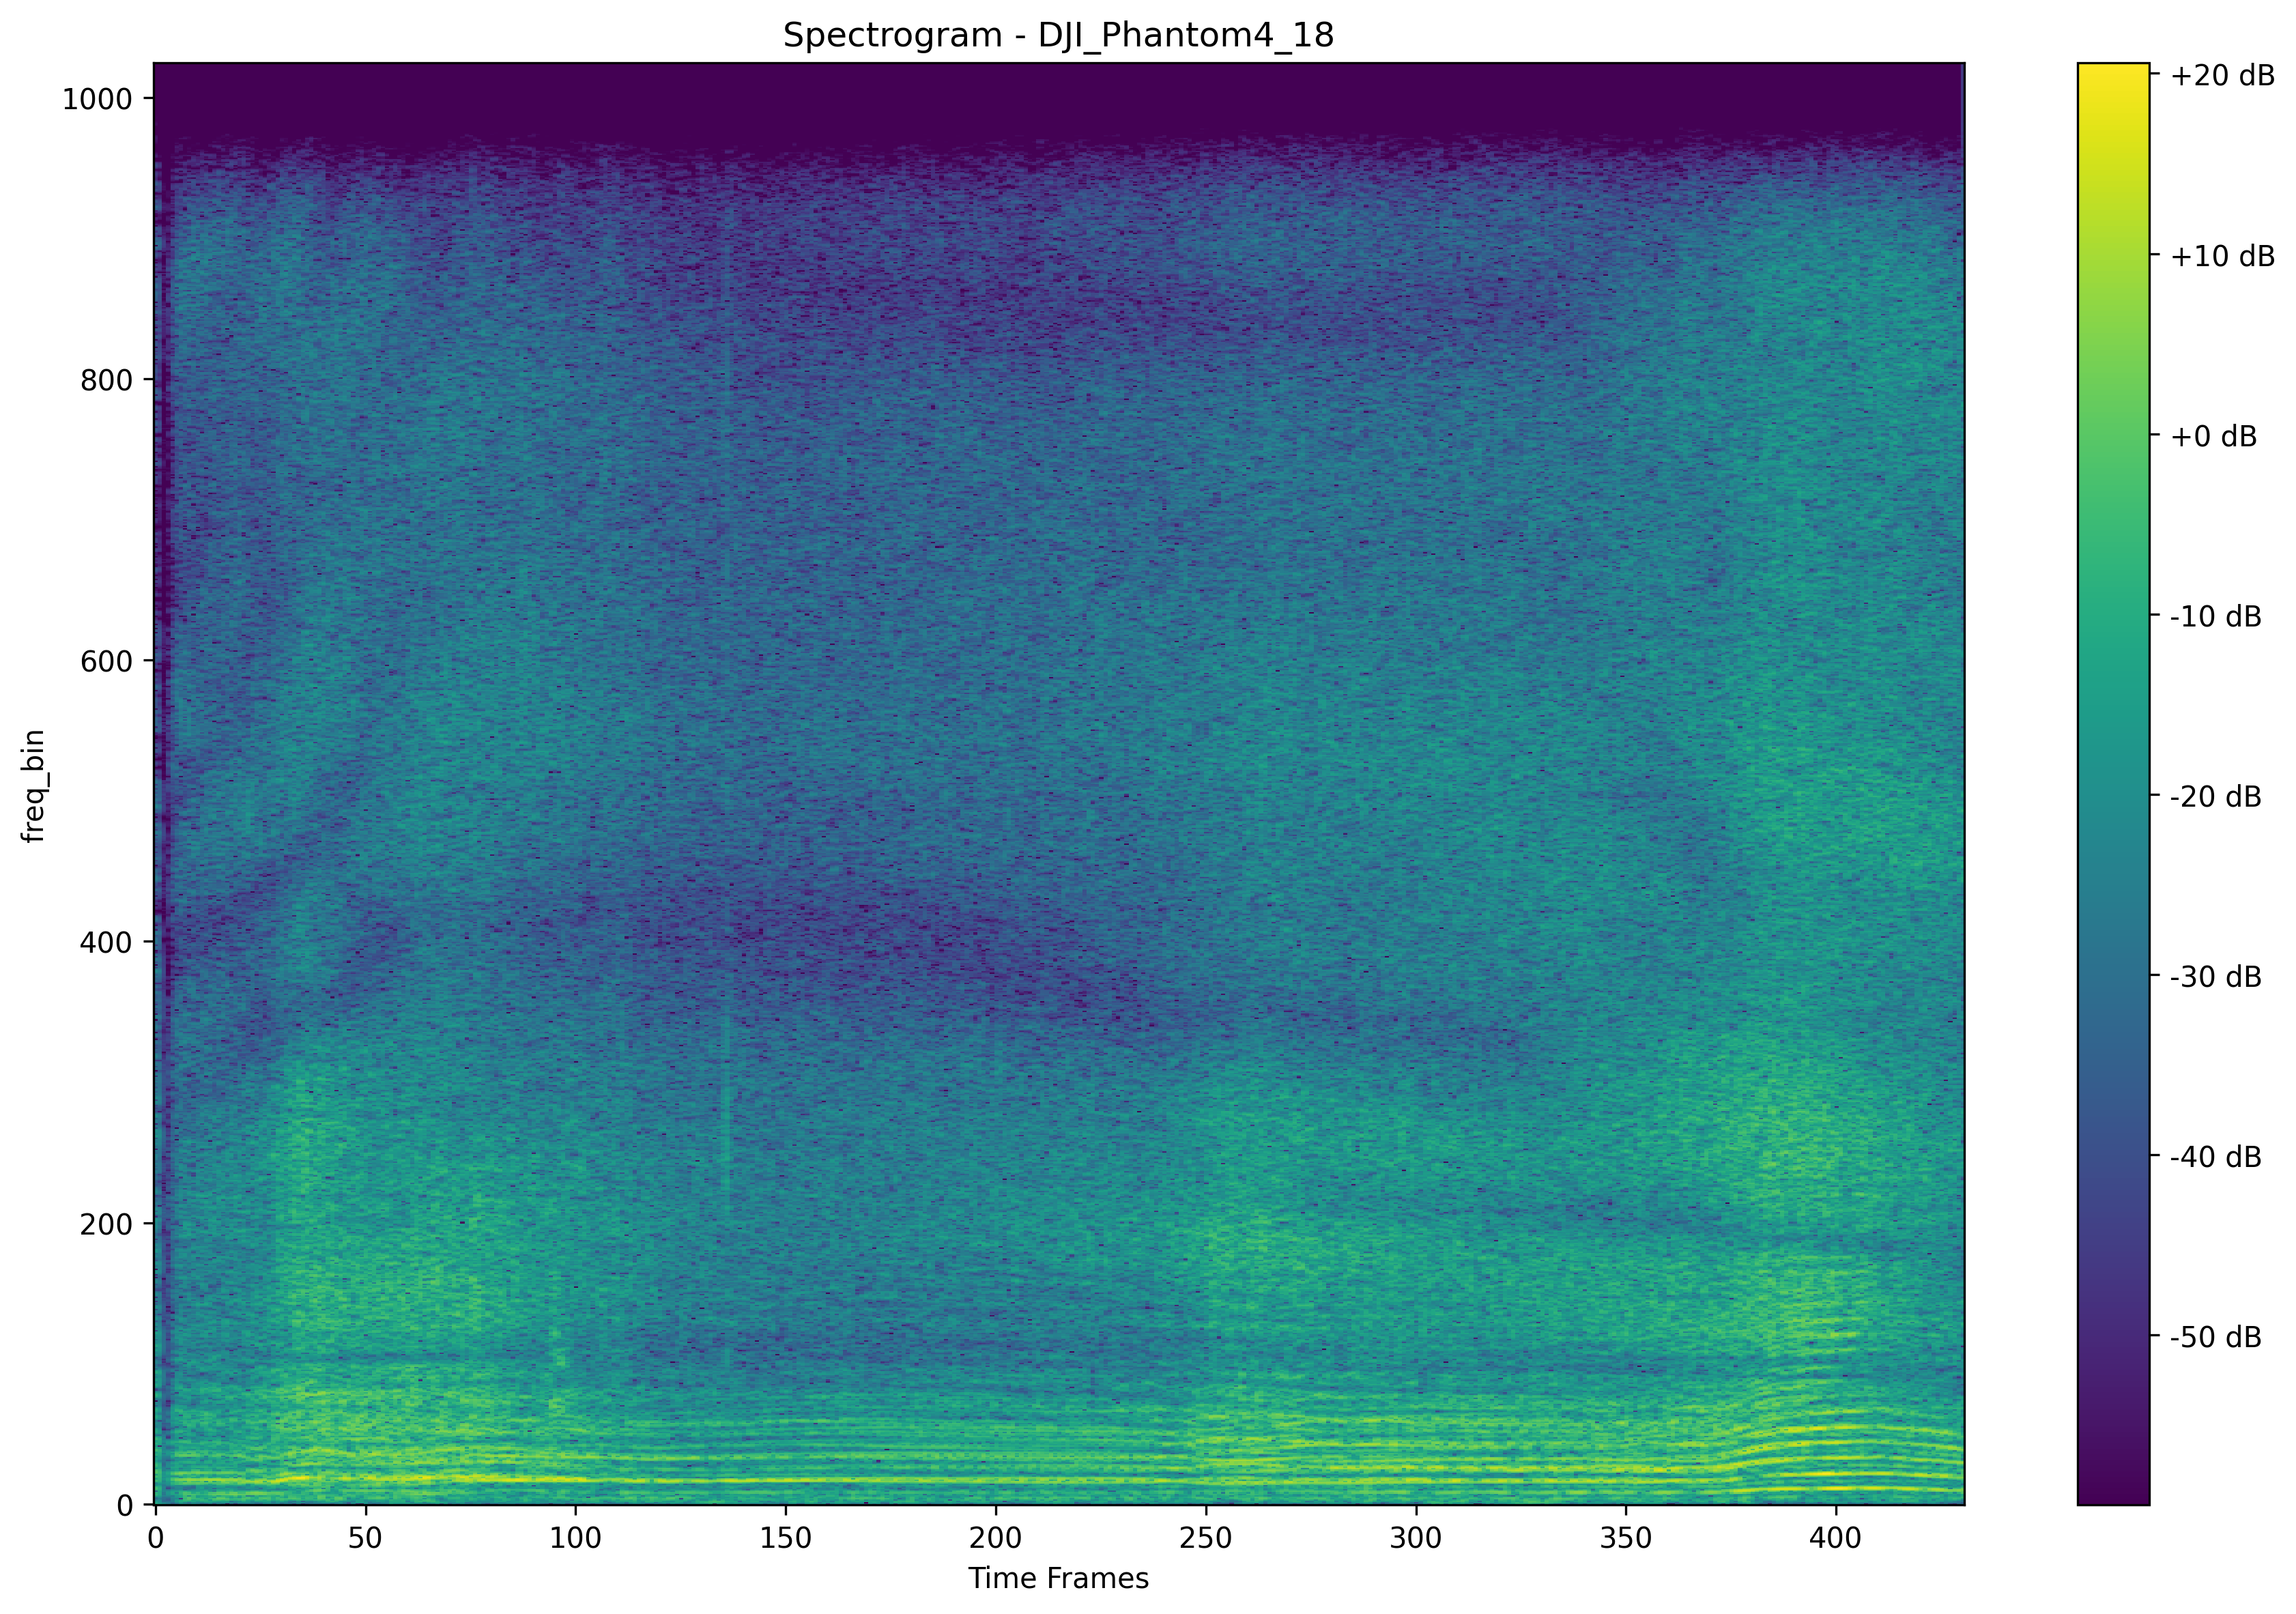 Spectrogram - DJI_Phantom4_18
1000
800
600
400
200
0
freq_bin
0 50 100 150 200 250 300 350 400
Time Frames
+20 dB
+10 dB
+0 dB
-10 dB
-20 dB
-30 dB
-40 dB
-50 dB